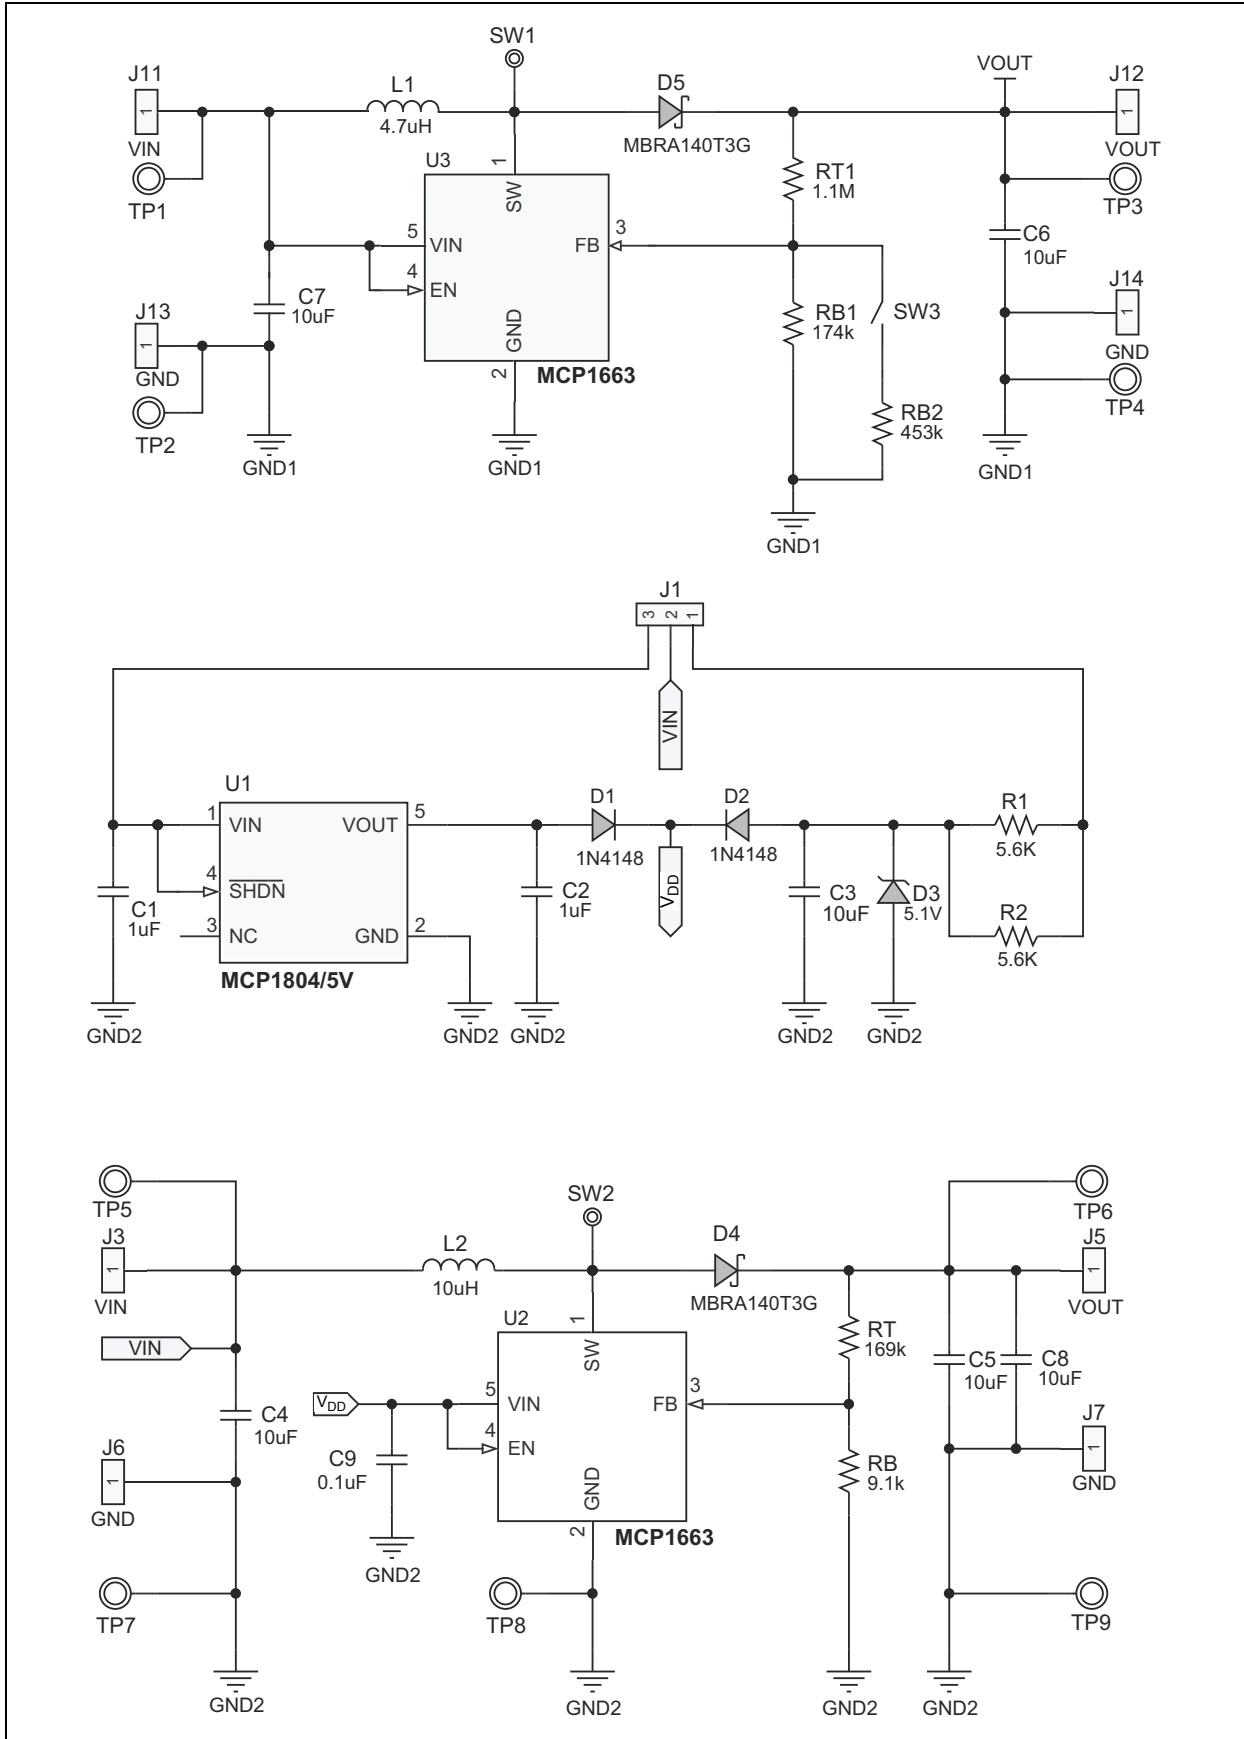 SW1
J11
1
VIN
TP1
L1
4.7uH
D5
MBRA140T3G
VOUT
J12
1
VOUT
TP3
U3
1
SW
5
VIN
4
EN
3
FB
GND
2
MCP1663
RT1
1.1M
C6
10uF
J13
1
GND
TP2
C7
10uF
RB1
174k
SW3
J14
1
GND
TP4
RB2
453k
GND1
GND1
GND1
GND1
J1
3
2
1
VIN
U1
1
VIN
VOUT
5
4
SHDN
3
NC
GND
2
MCP1804/5V
D1
1N4148
D2
1N4148
R1
5.6K
C1
1uF
C2
1uF
VDD
C3
10uF
D3
5.1V
R2
5.6K
GND2
GND2
GND2
GND2
GND2
TP5
J3
1
VIN
VIN
L2
10uH
SW2
D4
MBRA140T3G
TP6
J5
1
VOUT
U2
1
SW
5
VIN
4
EN
3
FB
GND
2
MCP1663
RT
169k
C5
10uF
C8
10uF
VDD
C4
10uF
C9
0.1uF
RB
9.1k
J6
1
GND
J7
1
GND
GND2
TP7
TP8
TP9
GND2
GND2
GND2
GND2